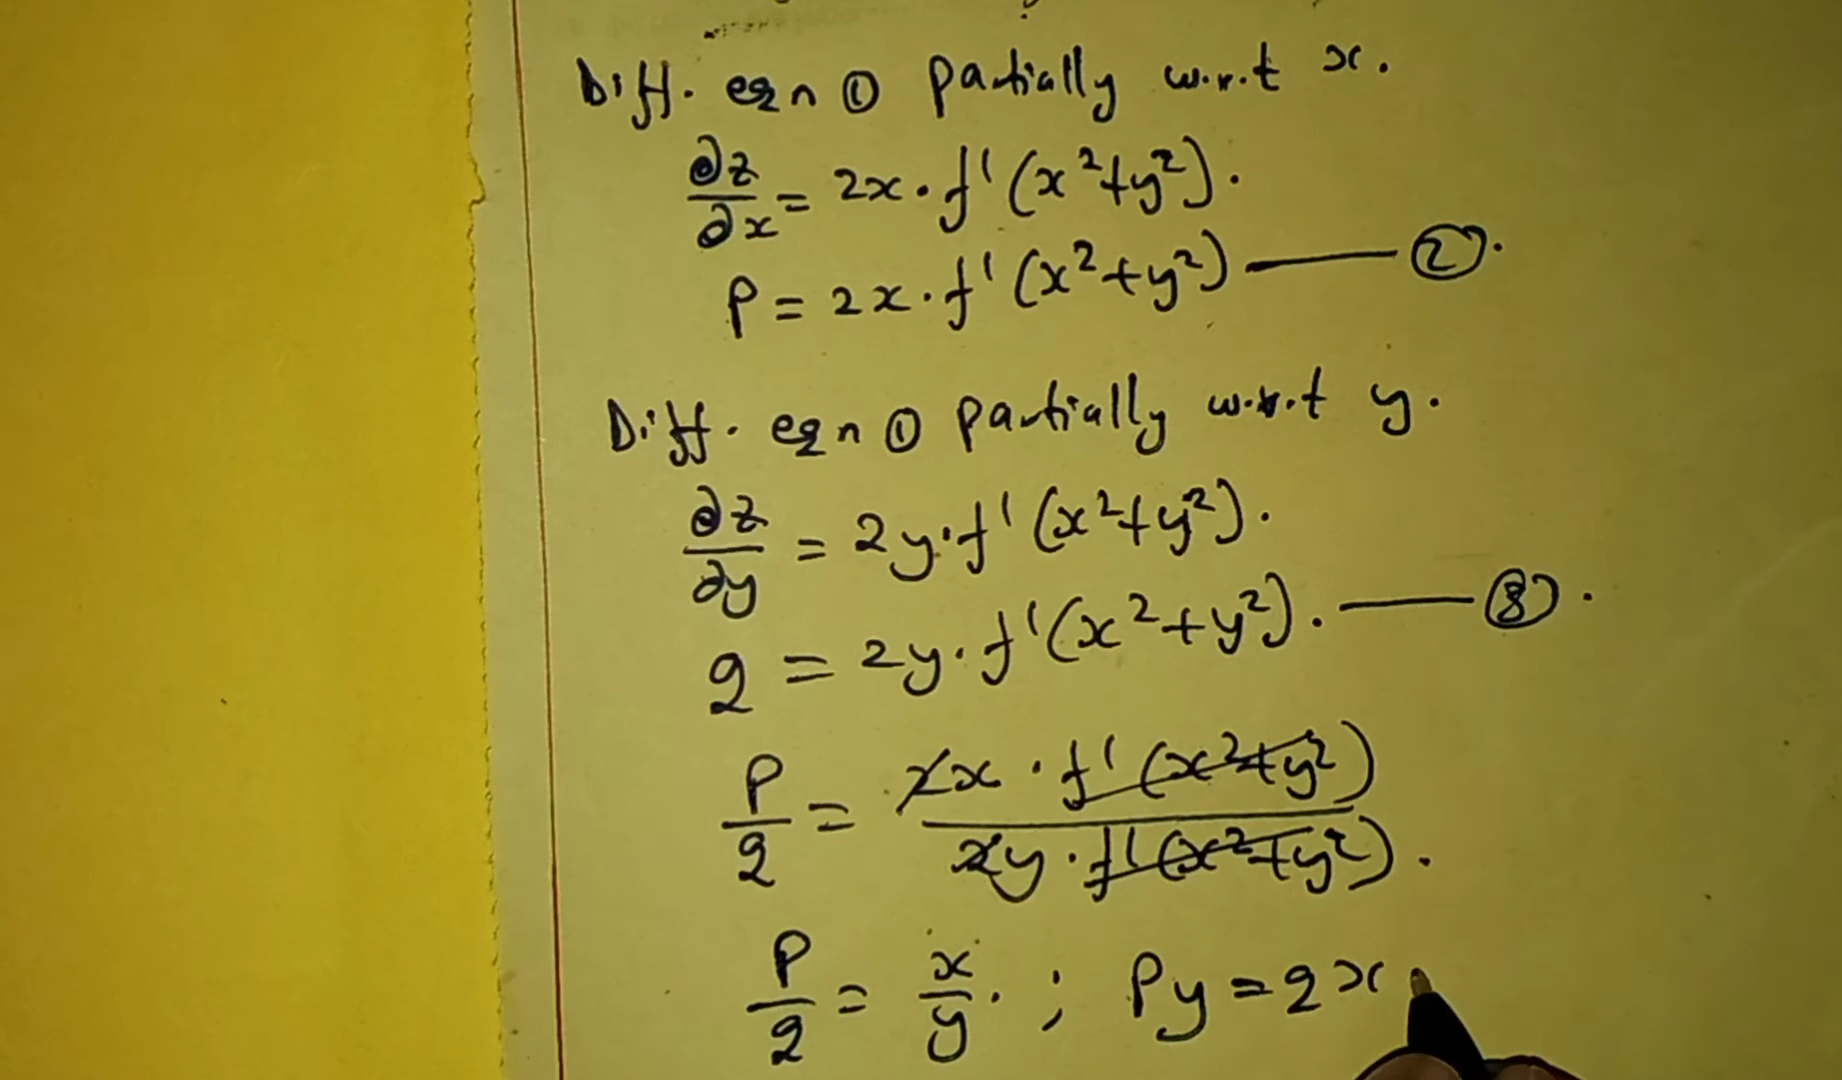 Diff. eqn ① partially w.r.t x.
∂z/∂x = 2x·f'(x²+y²).
P = 2x·f'(x²+y²) —— ②.
Diff. eqn ① partially w.r.t y.
∂z/∂y = 2y·f'(x²+y²).
q = 2y·f'(x²+y²). —— ③.
P/q = 2x·f'(x²+y²)/2y·f'(x²+y²).
P/q = x/y. ; Py = qx